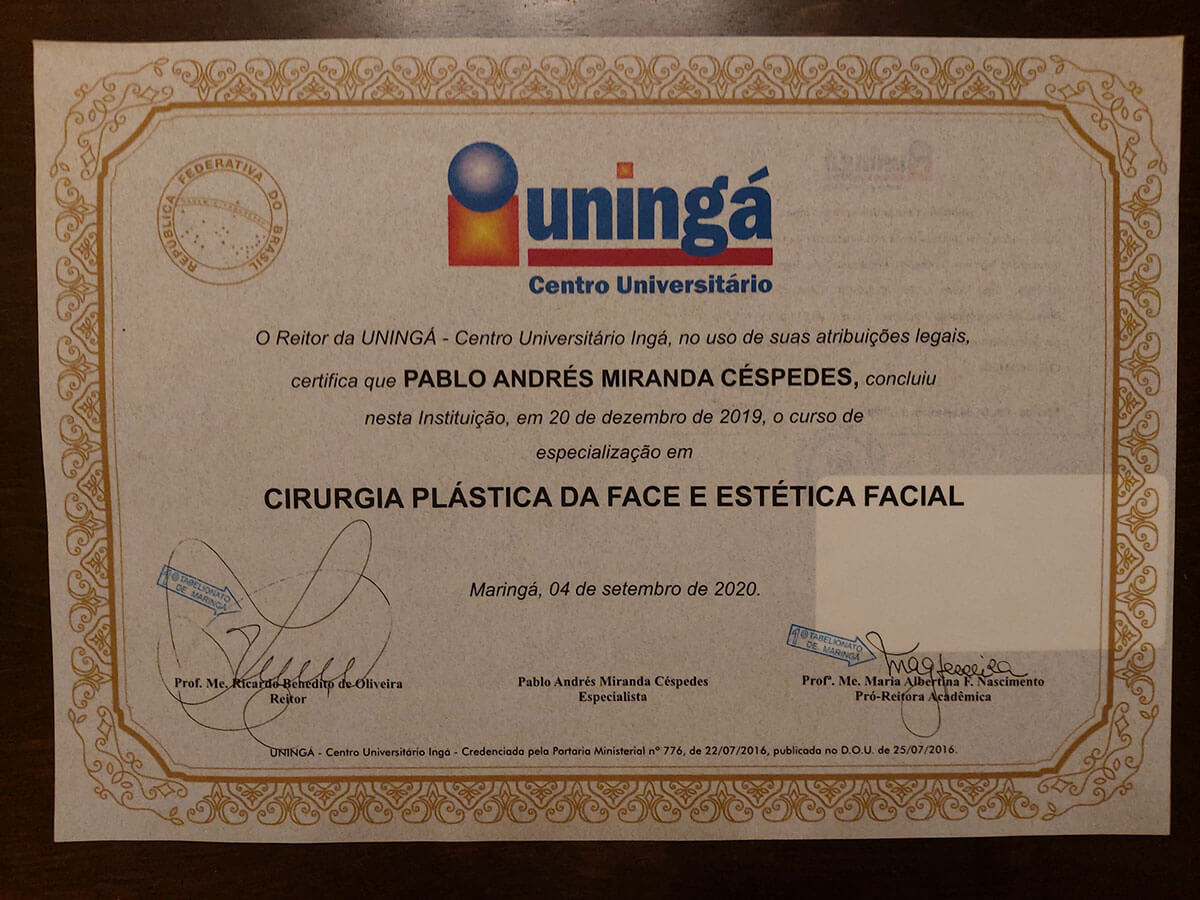 REPUBLICA FEDERATIVA DO BRASIL
uningá
Centro Universitário
O Reitor da UNINGÁ - Centro Universitário Ingá, no uso de suas atribuições legais,
certifica que PABLO ANDRÉS MIRANDA CÉSPEDES, concluiu
nesta Instituição, em 20 de dezembro de 2019, o curso de
especialização em
CIRURGIA PLÁSTICA DA FACE E ESTÉTICA FACIAL
Maringá, 04 de setembro de 2020.
1º TABELIONATO
DE MARINGÁ
1º TABELIONATO
DE MARINGÁ
Prof. Me. Ricardo Benedito de Oliveira
Reitor
Pablo Andrés Miranda Céspedes
Especialista
Profª. Me. Maria Albertina F. Nascimento
Pró-Reitora Acadêmica
UNINGÁ - Centro Universitário Ingá - Credenciada pela Portaria Ministerial nº 776, de 22/07/2016, publicada no D.O.U. de 25/07/2016.